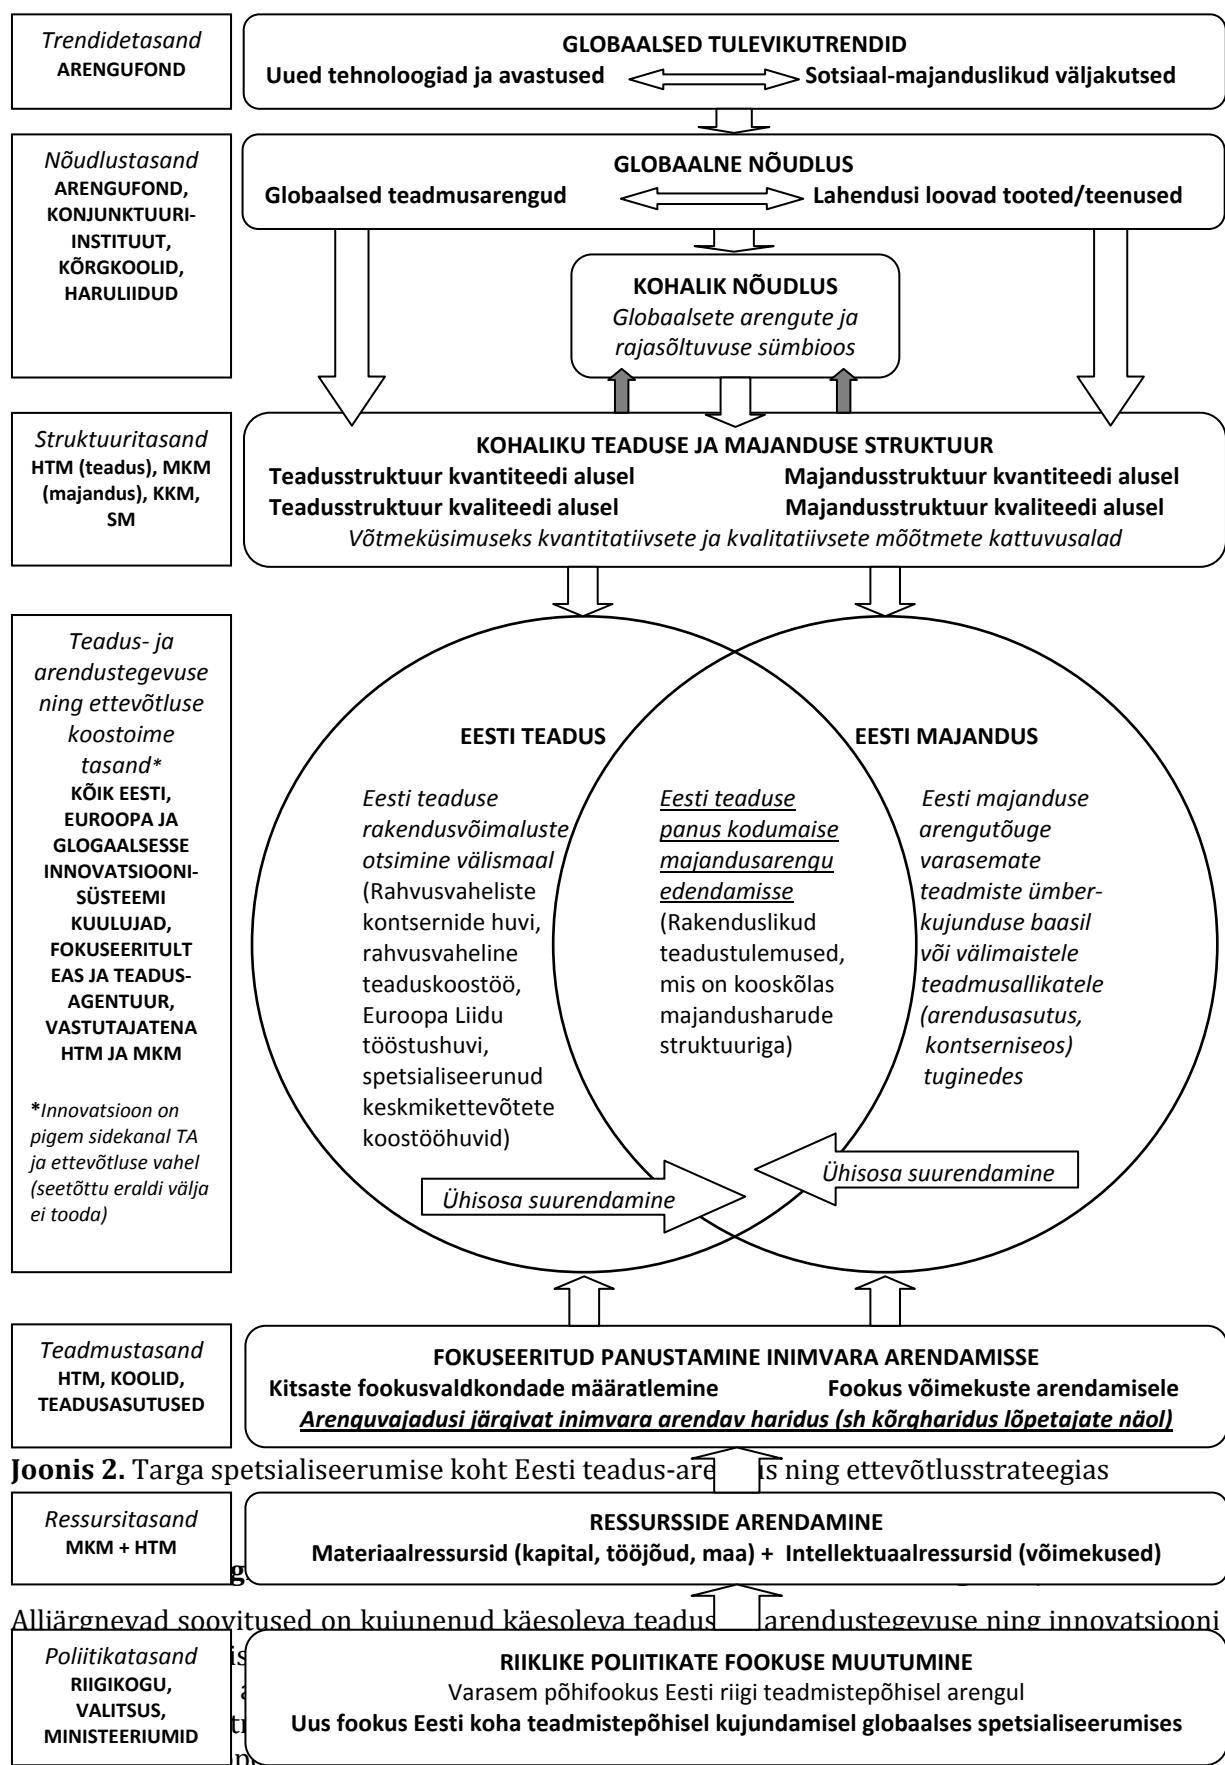 Trendidetasand
ARENGUFOND
GLOBAALSED TULEVIKUTRENDID
Uued tehnoloogiad ja avastused
Sotsiaal-majanduslikud väljakutsed
Nõudlustasand
ARENGUFOND,
KONJUNKTUURI-
INSTITUUT,
KÕRGKOOLID,
HARULIIDUD
GLOBAALNE NÕUDLUS
Globaalsed teadmusarengud
Lahendusi loovad tooted/teenused
KOHALIK NÕUDLUS
Globaalsete arengute ja
rajasõltuvuse sümbioos
Struktuuritasand
HTM (teadus), MKM
(majandus), KKM,
SM
KOHALIKU TEADUSE JA MAJANDUSE STRUKTUUR
Teadusstruktuur kvantiteedi alusel
Majandusstruktuur kvantiteedi alusel
Teadusstruktuur kvaliteedi alusel
Majandusstruktuur kvaliteedi alusel
Võtmeküsimuseks kvantitatiivsete ja kvalitatiivsete mõõtmete kattuvusalad
Teadus- ja
arendustegevuse
ning ettevõtluse
koostoime
tasand*
KÕIK EESTI,
EUROOPA JA
GLOGAALSESSE
INNOVATSIOONI-
SÜSTEEMI
KUULUJAD,
FOKUSEERITULT
EAS JA TEADUS-
AGENTUUR,
VASTUTAJATENA
HTM JA MKM
*Innovatsioon on
pigem sidekanal TA
ja ettevõtluse vahel
(seetõttu eraldi välja
ei tooda)
EESTI TEADUS
Eesti teaduse
rakendusvõimaluste
otsimine välismaal
(Rahvusvaheliste
kontsernide huvi,
rahvusvaheline
teaduskoostöö,
Euroopa Liidu
tööstushuvi,
spetsialiseerunud
keskmikettevõtete
koostööhuvid)
Eesti teaduse
panus kodumaise
majandusarengu
edendamisse
(Rakenduslikud
teadustulemused,
mis on kooskõlas
majandusharude
struktuuriga)
EESTI MAJANDUS
Eesti majanduse
arengutõuge
varasemate
teadmiste ümber-
kujunduse baasil
või välimaistele
teadmusallikatele
(arendusasutus,
kontserniseos)
tuginedes
Ühisosa suurendamine
Ühisosa suurendamine
Teadmustasand
HTM, KOOLID,
TEADUSASUTUSED
FOKUSEERITUD PANUSTAMINE INIMVARA ARENDAMISSE
Kitsaste fookusvaldkondade määratlemine
Fookus võimekuste arendamisele
Arenguvajadusi järgivat inimvara arendav haridus (sh kõrgharidus lõpetajate näol)
Joonis 2. Targa spetsialiseerumise koht Eesti teadus-are us ning ettevõtlusstrateegias
Ressursitasand
MKM + HTM
RESSURSSIDE ARENDAMINE
Materiaalressursid (kapital, tööjõud, maa) + Intellektuaalressursid (võimekused)
Alljärgnevad soovitused on kujunenud käesoleva teadus arendustegevuse ning innovatsiooni
Poliitikatasand
RIIGIKOGU,
VALITSUS,
MINISTEERIUMID
RIIKLIKE POLIITIKATE FOOKUSE MUUTUMINE
Varasem põhifookus Eesti riigi teadmistepõhisel arengul
Uus fookus Eesti koha teadmistepõhisel kujundamisel globaalses spetsialiseerumises